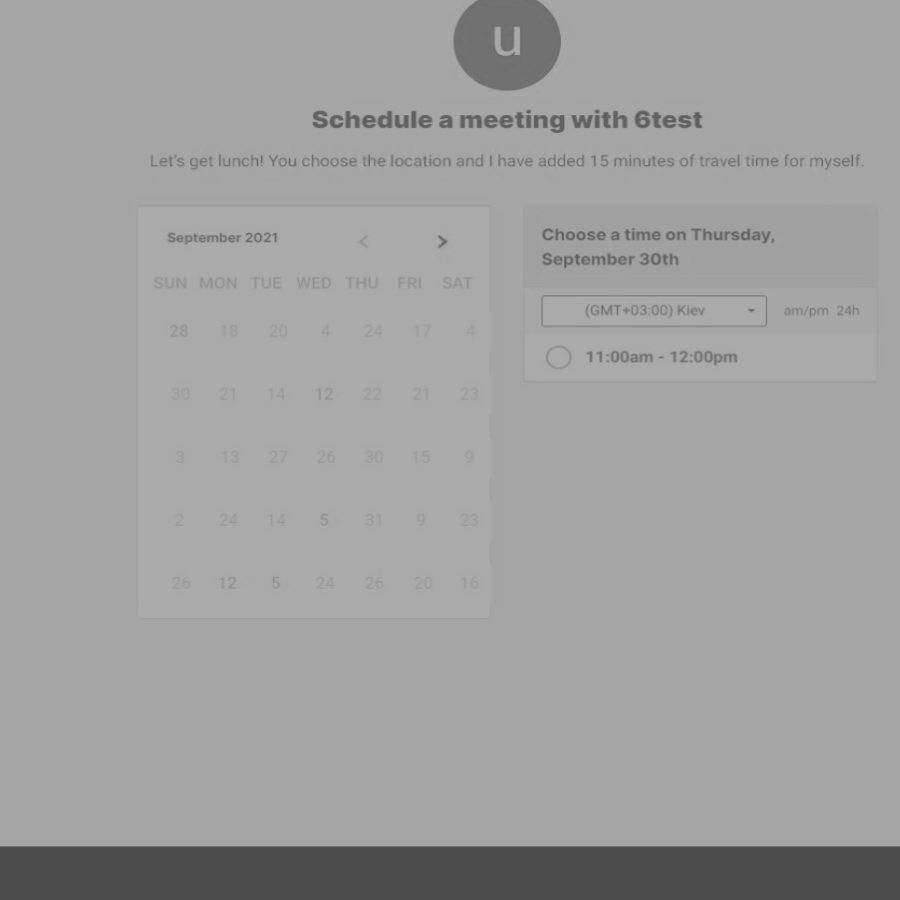 u
Schedule a meeting with 6test
Let's get lunch! You choose the location and I have added 15 minutes of travel time for myself.
September 2021 < >
SUN MON TUE WED THU FRI SAT
28 18 20 4 24 17 4
30 21 14 12 22 21 23
3 13 27 26 30 15 9
2 24 14 5 31 9 23
26 12 5 24 26 20 16
Choose a time on Thursday,
September 30th
(GMT+03:00) Kiev am/pm 24h
11:00am - 12:00pm